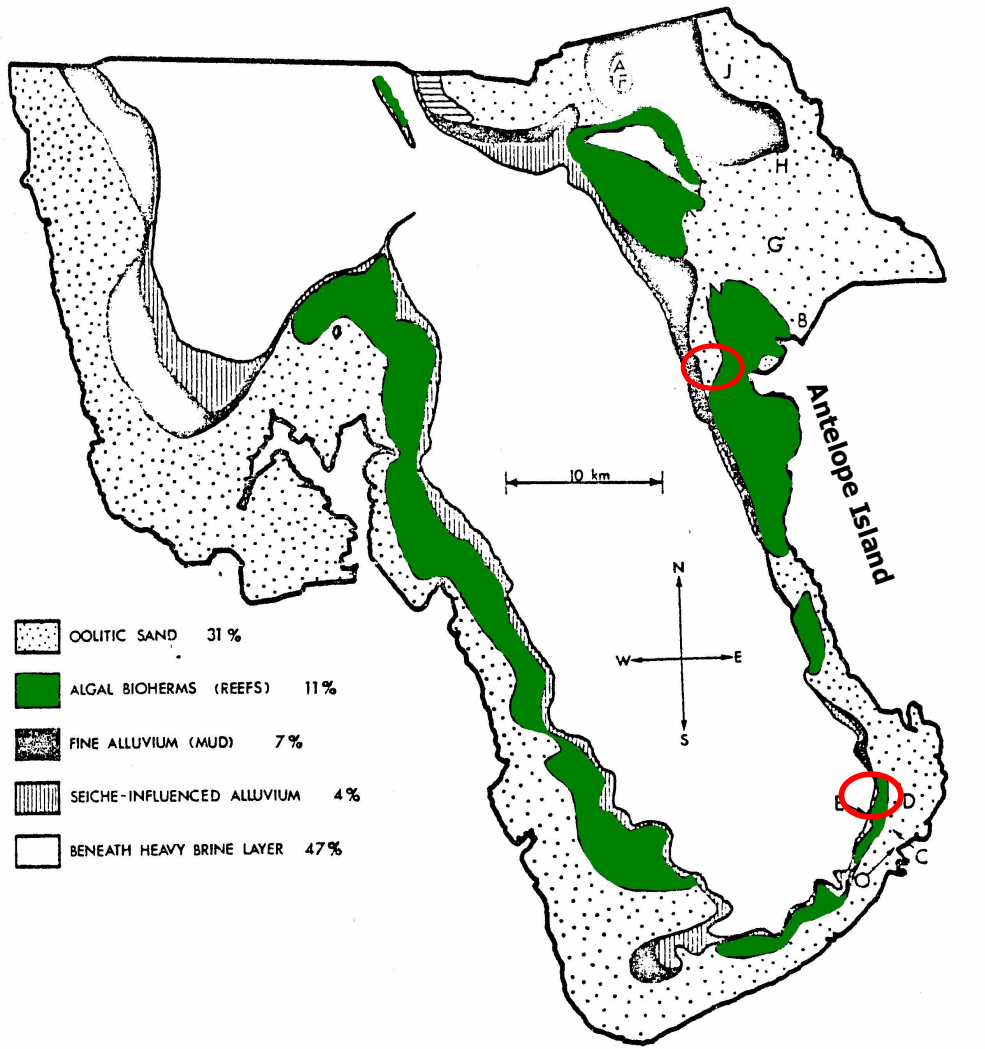 A
F
J
H
G
B
Antelope Island
10 km
N
W E
S
OOLITIC SAND 31%
ALGAL BIOHERMS (REEFS) 11%
FINE ALLUVIUM (MUD) 7%
SEICHE-INFLUENCED ALLUVIUM 4%
BENEATH HEAVY BRINE LAYER 47%
E D
C
O